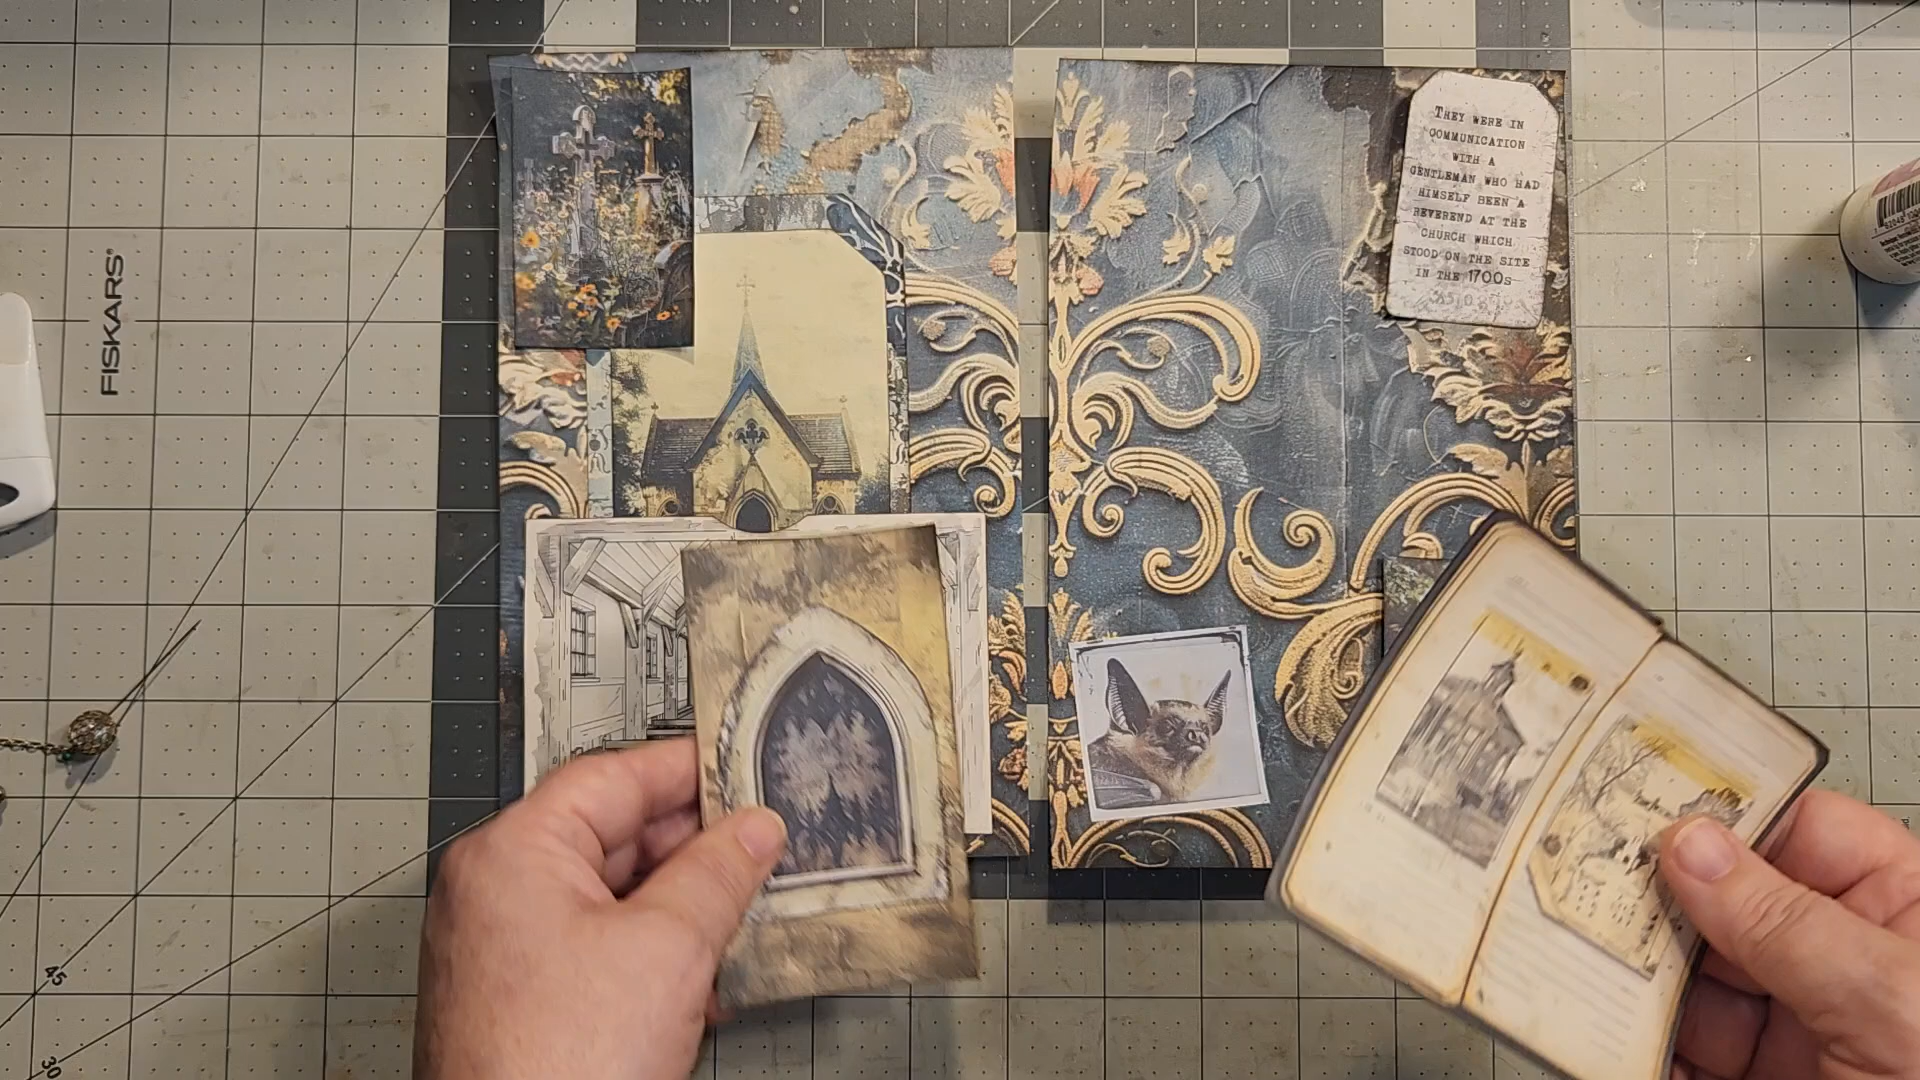 FISKARS®
THEY WERE IN
COMMUNICATION
WITH A
GENTLEMAN WHO HAD
HIMSELF BEEN A
REVEREND AT THE
CHURCH WHICH
STOOD ON THE SITE
IN THE 1700s
45
30